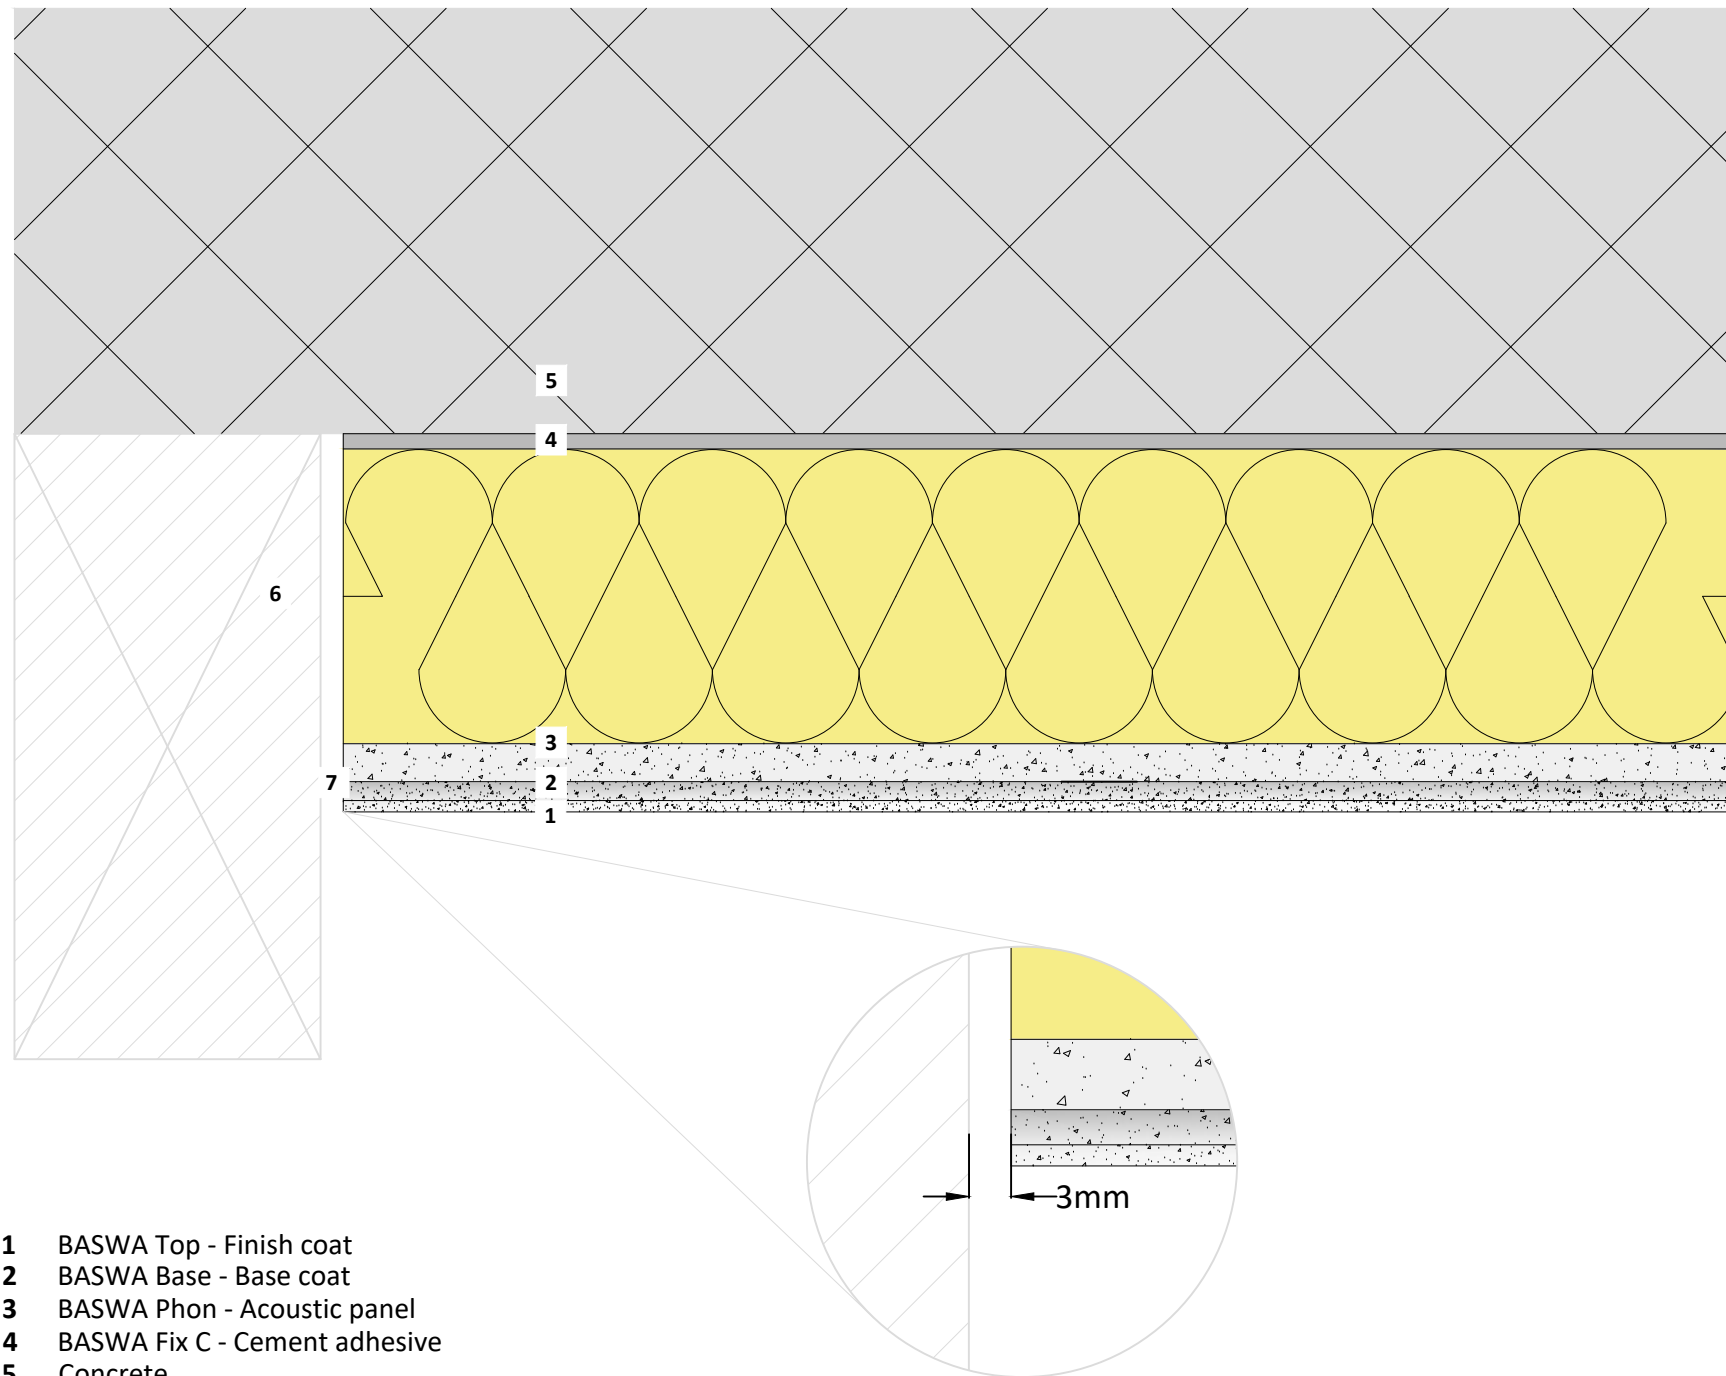 5
4
6
3
7
2
1
3mm
1 BASWA Top - Finish coat
2 BASWA Base - Base coat
3 BASWA Phon - Acoustic panel
4 BASWA Fix C - Cement adhesive
5 Concrete